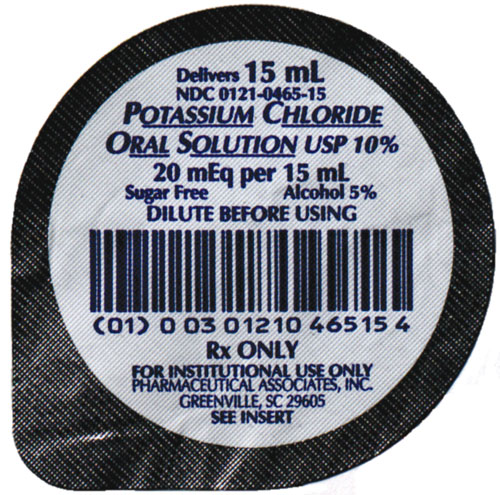 Delivers 15 mL
NDC 0121-0465-15
POTASSIUM CHLORIDE
ORAL SOLUTION USP 10%
20 mEq per 15 mL
Sugar Free Alcohol 5%
DILUTE BEFORE USING
(01) 0 03 01210 46515 4
Rx ONLY
FOR INSTITUTIONAL USE ONLY
PHARMACEUTICAL ASSOCIATES, INC.
GREENVILLE, SC 29605
SEE INSERT